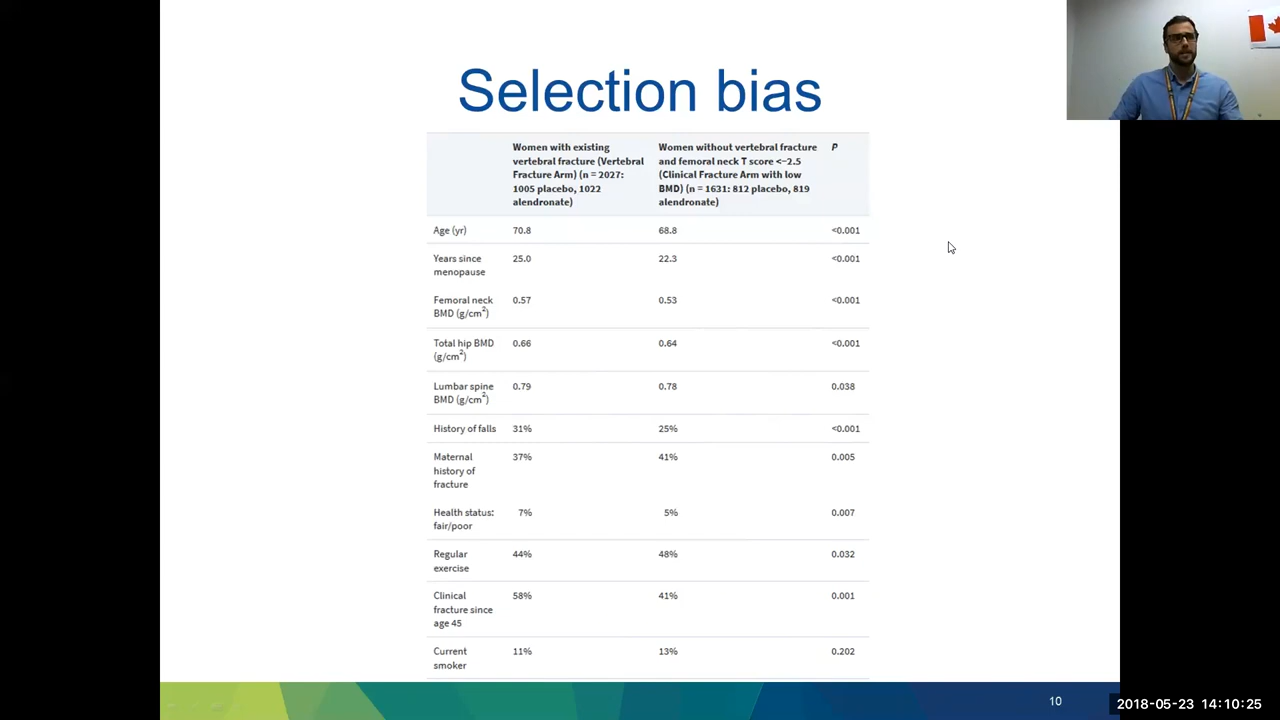 Selection bias
Women with existing
vertebral fracture (Vertebral
Fracture Arm) (n = 2027:
1005 placebo, 1022
alendronate)
Women without vertebral fracture
and femoral neck T score <−2.5
(Clinical Fracture Arm with low
BMD) (n = 1631: 812 placebo, 819
alendronate)
P
Age (yr) 70.8 68.8 <0.001
Years since
menopause
25.0 22.3 <0.001
Femoral neck
BMD (g/cm2)
0.57 0.53 <0.001
Total hip BMD
(g/cm2)
0.66 0.64 <0.001
Lumbar spine
BMD (g/cm2)
0.79 0.78 0.038
History of falls 31% 25% <0.001
Maternal
history of
fracture
37% 41% 0.005
Health status:
fair/poor
7% 5% 0.007
Regular
exercise
44% 48% 0.032
Clinical
fracture since
age 45
58% 41% 0.001
Current
smoker
11% 13% 0.202
10
2018-05-23 14:10:25